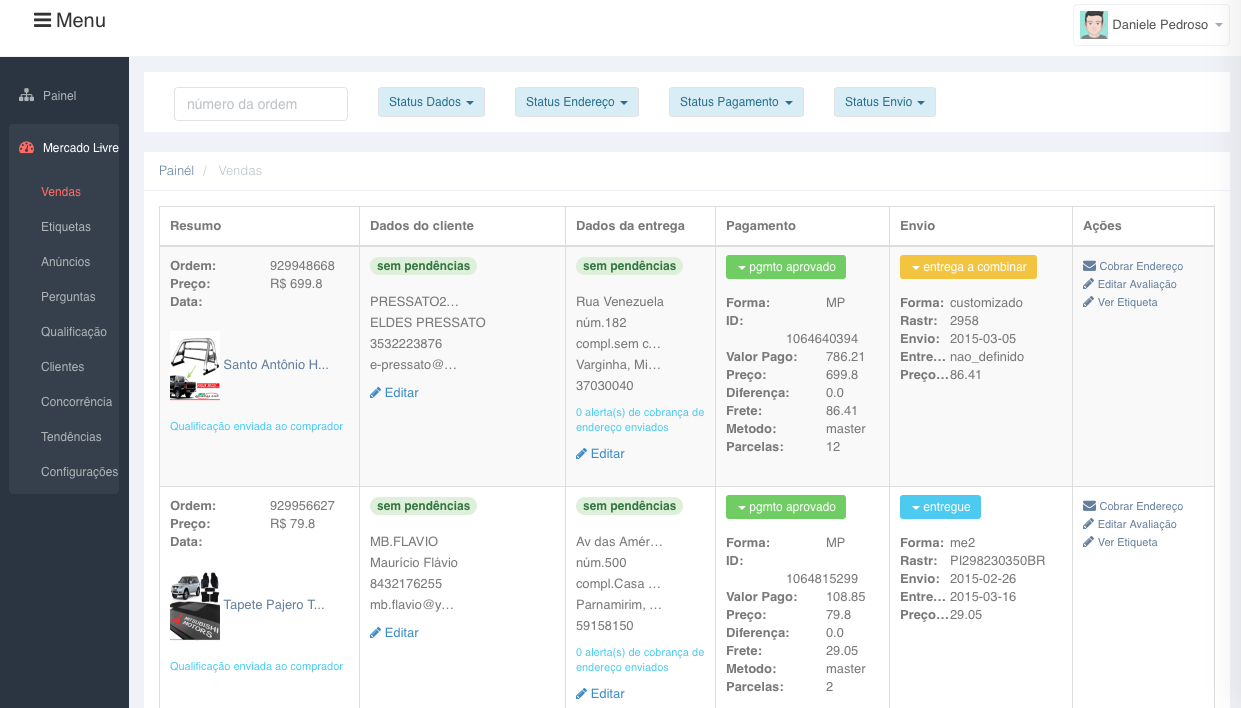 Menu
Daniele Pedroso
Painel
Mercado Livre
Vendas
Etiquetas
Anúncios
Perguntas
Qualificação
Clientes
Concorrência
Tendências
Configurações
número da ordem
Status Dados
Status Endereço
Status Pagamento
Status Envio
Painél / Vendas
Resumo
Dados do cliente
Dados da entrega
Pagamento
Envio
Ações
Ordem: 929948668
Preço: R$ 699.8
Data:
Santo Antônio H...
Qualificação enviada ao comprador
sem pendências
PRESSATO2...
ELDES PRESSATO
3532223876
e-pressato@...
Editar
sem pendências
Rua Venezuela
núm.182
compl.sem c...
Varginha, Mi...
37030040
0 alerta(s) de cobrança de
endereço enviados
Editar
pgmto aprovado
Forma: MP
ID:
1064640394
Valor Pago: 786.21
Preço: 699.8
Diferença: 0.0
Frete: 86.41
Metodo: master
Parcelas: 12
entrega a combinar
Forma: customizado
Rastr: 2958
Envio: 2015-03-05
Entre... nao_definido
Preço... 86.41
Cobrar Endereço
Editar Avaliação
Ver Etiqueta
Ordem: 929956627
Preço: R$ 79.8
Data:
MITSUBISHI
MOTORS
Tapete Pajero T...
Qualificação enviada ao comprador
sem pendências
MB.FLAVIO
Maurício Flávio
8432176255
mb.flavio@y...
Editar
sem pendências
Av das Amér...
núm.500
compl.Casa ...
Parnamirim, ...
59158150
0 alerta(s) de cobrança de
endereço enviados
Editar
pgmto aprovado
Forma: MP
ID:
1064815299
Valor Pago: 108.85
Preço: 79.8
Diferença: 0.0
Frete: 29.05
Metodo: master
Parcelas: 2
entregue
Forma: me2
Rastr: PI298230350BR
Envio: 2015-02-26
Entre... 2015-03-16
Preço... 29.05
Cobrar Endereço
Editar Avaliação
Ver Etiqueta